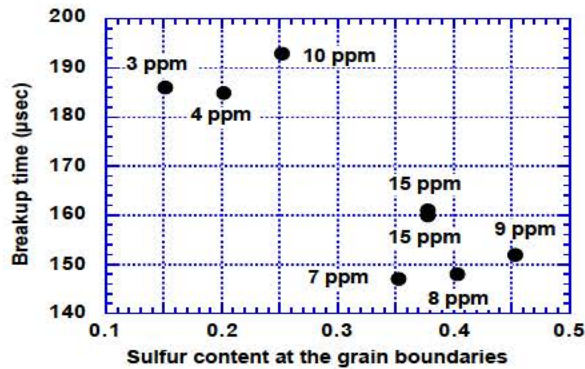 200
190
180
170
160
150
140
Breakup time (μsec)
3 ppm
10 ppm
4 ppm
15 ppm
15 ppm
9 ppm
7 ppm
8 ppm
0.1 0.2 0.3 0.4 0.5
Sulfur content at the grain boundaries